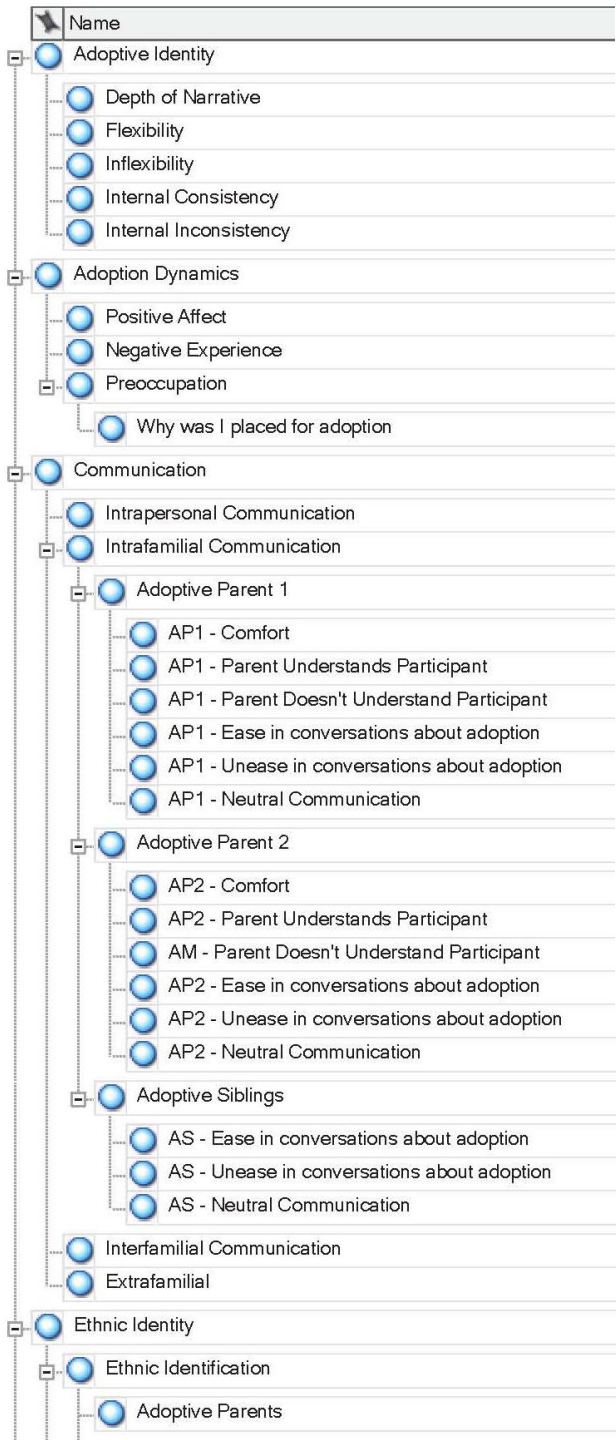 Name
Adoptive Identity
Depth of Narrative
Flexibility
Inflexibility
Internal Consistency
Internal Inconsistency
Adoption Dynamics
Positive Affect
Negative Experience
Preoccupation
Why was I placed for adoption
Communication
Intrapersonal Communication
Intrafamilial Communication
Adoptive Parent 1
AP1 - Comfort
AP1 - Parent Understands Participant
AP1 - Parent Doesn't Understand Participant
AP1 - Ease in conversations about adoption
AP1 - Unease in conversations about adoption
AP1 - Neutral Communication
Adoptive Parent 2
AP2 - Comfort
AP2 - Parent Understands Participant
AM - Parent Doesn't Understand Participant
AP2 - Ease in conversations about adoption
AP2 - Unease in conversations about adoption
AP2 - Neutral Communication
Adoptive Siblings
AS - Ease in conversations about adoption
AS - Unease in conversations about adoption
AS - Neutral Communication
Interfamilial Communication
Extrafamilial
Ethnic Identity
Ethnic Identification
Adoptive Parents